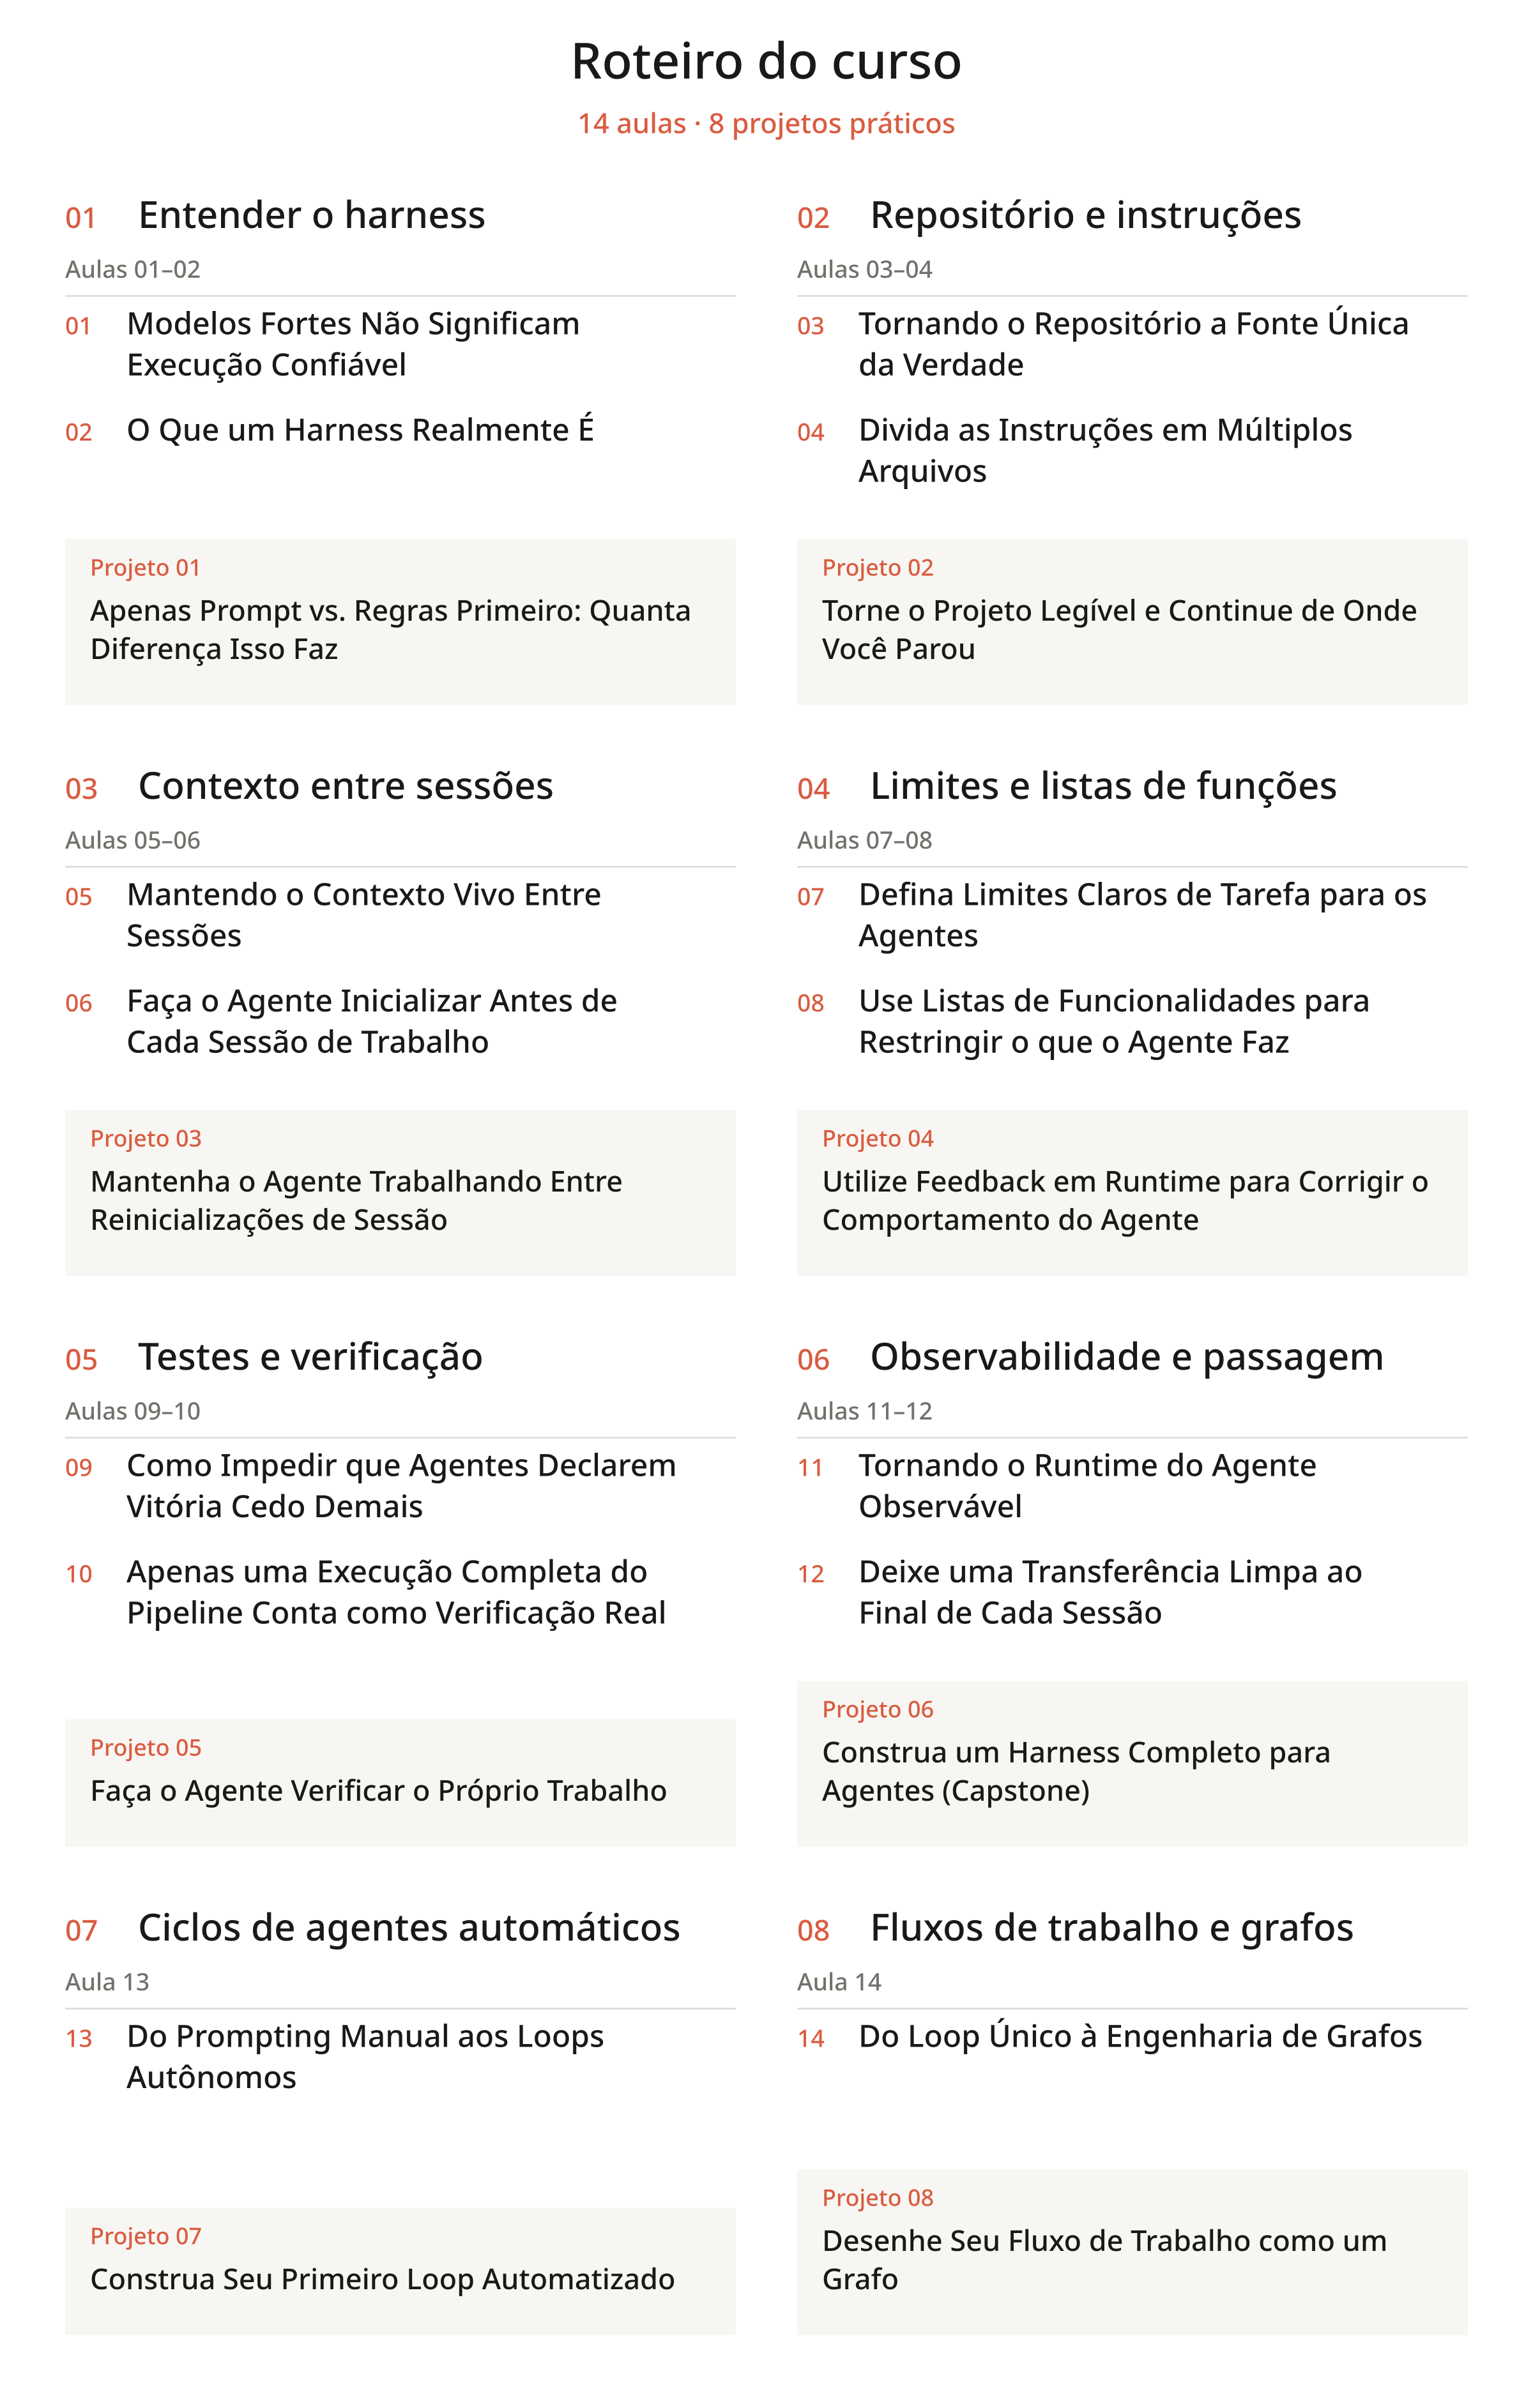 Roteiro do curso
14 aulas · 8 projetos práticos
01 Entender o harness
Aulas 01–02
01 Modelos Fortes Não Significam
Execução Confiável
02 O Que um Harness Realmente É
Projeto 01
Apenas Prompt vs. Regras Primeiro: Quanta
Diferença Isso Faz
02 Repositório e instruções
Aulas 03–04
03 Tornando o Repositório a Fonte Única
da Verdade
04 Divida as Instruções em Múltiplos
Arquivos
Projeto 02
Torne o Projeto Legível e Continue de Onde
Você Parou
03 Contexto entre sessões
Aulas 05–06
05 Mantendo o Contexto Vivo Entre
Sessões
06 Faça o Agente Inicializar Antes de
Cada Sessão de Trabalho
Projeto 03
Mantenha o Agente Trabalhando Entre
Reinicializações de Sessão
04 Limites e listas de funções
Aulas 07–08
07 Defina Limites Claros de Tarefa para os
Agentes
08 Use Listas de Funcionalidades para
Restringir o que o Agente Faz
Projeto 04
Utilize Feedback em Runtime para Corrigir o
Comportamento do Agente
05 Testes e verificação
Aulas 09–10
09 Como Impedir que Agentes Declarem
Vitória Cedo Demais
10 Apenas uma Execução Completa do
Pipeline Conta como Verificação Real
Projeto 05
Faça o Agente Verificar o Próprio Trabalho
06 Observabilidade e passagem
Aulas 11–12
11 Tornando o Runtime do Agente
Observável
12 Deixe uma Transferência Limpa ao
Final de Cada Sessão
Projeto 06
Construa um Harness Completo para
Agentes (Capstone)
07 Ciclos de agentes automáticos
Aula 13
13 Do Prompting Manual aos Loops
Autônomos
Projeto 07
Construa Seu Primeiro Loop Automatizado
08 Fluxos de trabalho e grafos
Aula 14
14 Do Loop Único à Engenharia de Grafos
Projeto 08
Desenhe Seu Fluxo de Trabalho como um
Grafo